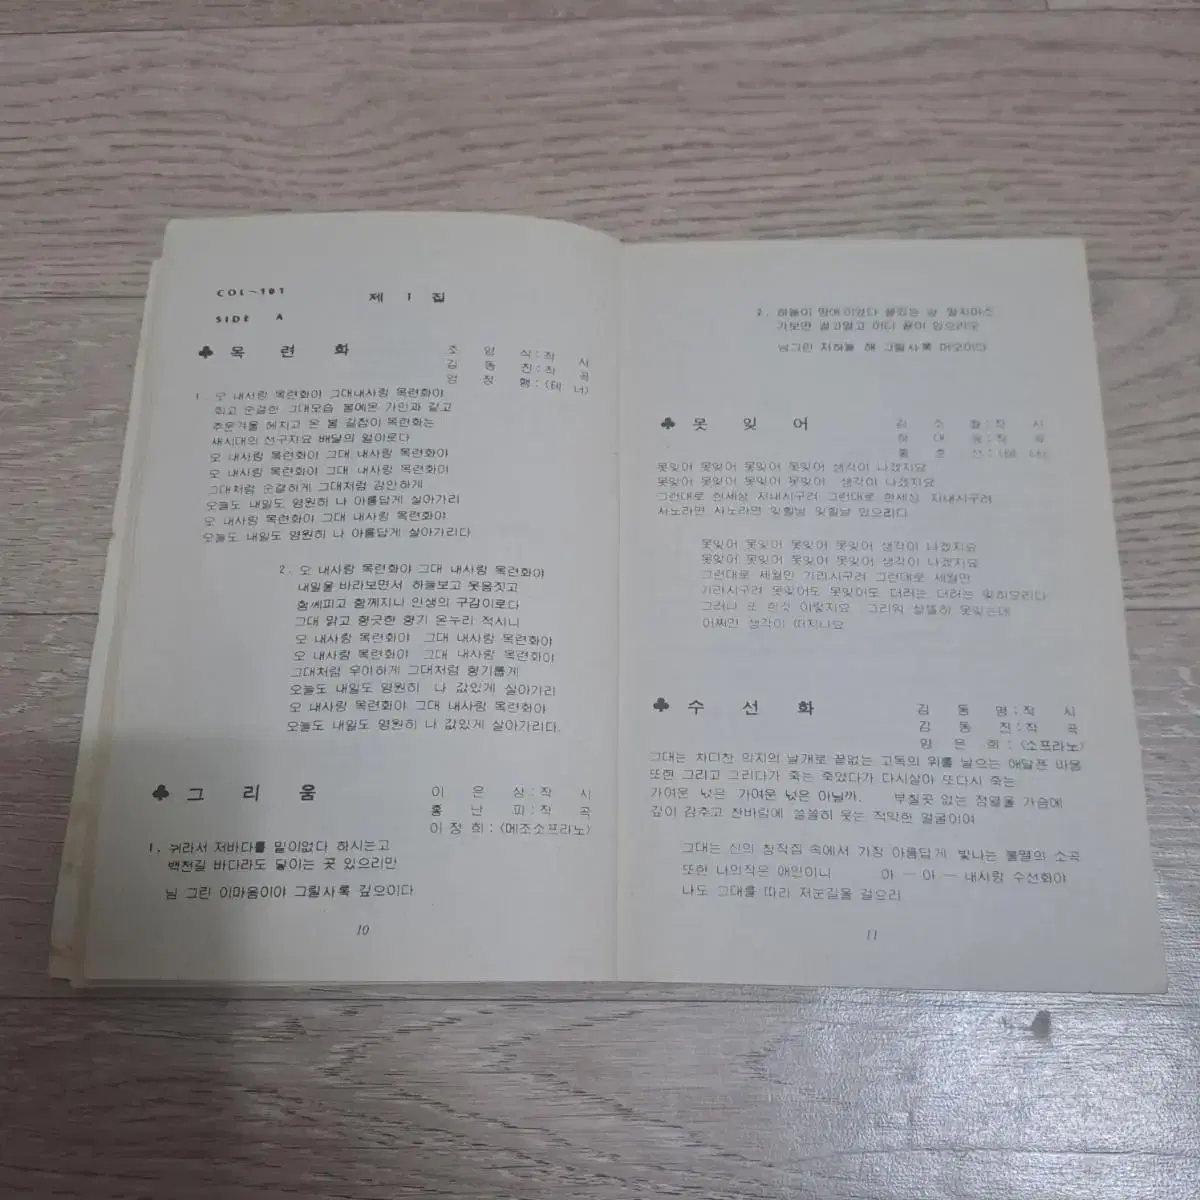 COL-101
제 1 집
SIDE A
♣ 목 련 화
조 영 식:작 시
김 동 진:작 곡
엄 정 행:(테 너)
1. 오 내사랑 목련화야 그대내사랑 목련화야
희고 순결한 그대모습 봄에온 가인과 같고
추운겨울 헤치고 온 봄 길잡이 목련화는
새시대의 선구자요 배달의 얼이로다
오 내사랑 목련화야 그대 내사랑 목련화야
오 내사랑 목련화야 그대 내사랑 목련화야
그대처럼 순결하게 그대처럼 강인하게
오늘도 내일도 영원히 나 아름답게 살아가리
오 내사랑 목련화야 그대 내사랑 목련화야
오늘도 내일도 영원히 나 아름답게 살아가리다
2. 오 내사랑 목련화야 그대 내사랑 목련화야
내일을 바라보면서 하늘보고 웃음짓고
함께피고 함께지니 인생의 구감이로다
그대 맑고 향긋한 향기 온누리 적시니
오 내사랑 목련화야 그대 내사랑 목련화야
오 내사랑 목련화야 그대 내사랑 목련화야
그대처럼 우아하게 그대처럼 향기롭게
오늘도 내일도 영원히 나 값있게 살아가리
오 내사랑 목련화야 그대 내사랑 목련화야
오늘도 내일도 영원히 나 값있게 살아가리다.
♣ 그 리 움
이 은 상:작 시
홍 난 파:작 곡
이 정 희:(메조소프라노)
1. 뉘라서 저바다를 밑이없다 하시는고
백천길 바다라도 닿이는 곳 있으리만
님 그린 이마음이야 그릴사록 깊으이다
10
2. 하늘이 땅에이었다 끝있는 양 말지마소
가보면 멀고멀고 어디 끝이 있으리오
님그린 저하늘 해 그릴사록 머오이다
♣ 못 잊 어
김 소 월:작 시
하 대 응:작 곡
홍 춘 선:(테 너)
못잊어 못잊어 못잊어 못잊어 생각이 나겠지요
못잊어 못잊어 못잊어 못잊어 생각이 나겠지요
그런대로 한세상 지내시구려 그런대로 한세상 지내시구려
사노라면 사노라면 잊힐날 잊힐날 있으리다
못잊어 못잊어 못잊어 못잊어 생각이 나겠지요
못잊어 못잊어 못잊어 못잊어 생각이 나겠지요
그런대로 세월만 가라시구려 그런대로 세월만
가라시구려 못잊어도 못잊어도 더러는 더러는 잊히오리다
그러나 또 한긋 이렇지요 그리워 살뜰히 못잊는데
어쩌면 생각이 떠지나요
♣ 수 선 화
김 동 명:작 시
김 동 진:작 곡
임 은 희:(소프라노)
그대는 차디찬 의지의 날개로 끝없는 고독의 위를 날으는 애달픈 마음
또한 그리고 그리다가 죽는 죽었다가 다시살아 또다시 죽는
가여운 넋은 가여운 넋은 아닐까. 부칠곳 없는 정열을 가슴에
깊이 감추고 찬바람에 쓸쓸히 웃는 적막한 얼굴이여
그대는 신의 창작집 속에서 가장 아름답게 빛나는 불멸의 소곡
또한 나의작은 애인이니 아 ─ 아 ─ 내사랑 수선화야
나도 그대를 따라 저눈길을 걸으리
11